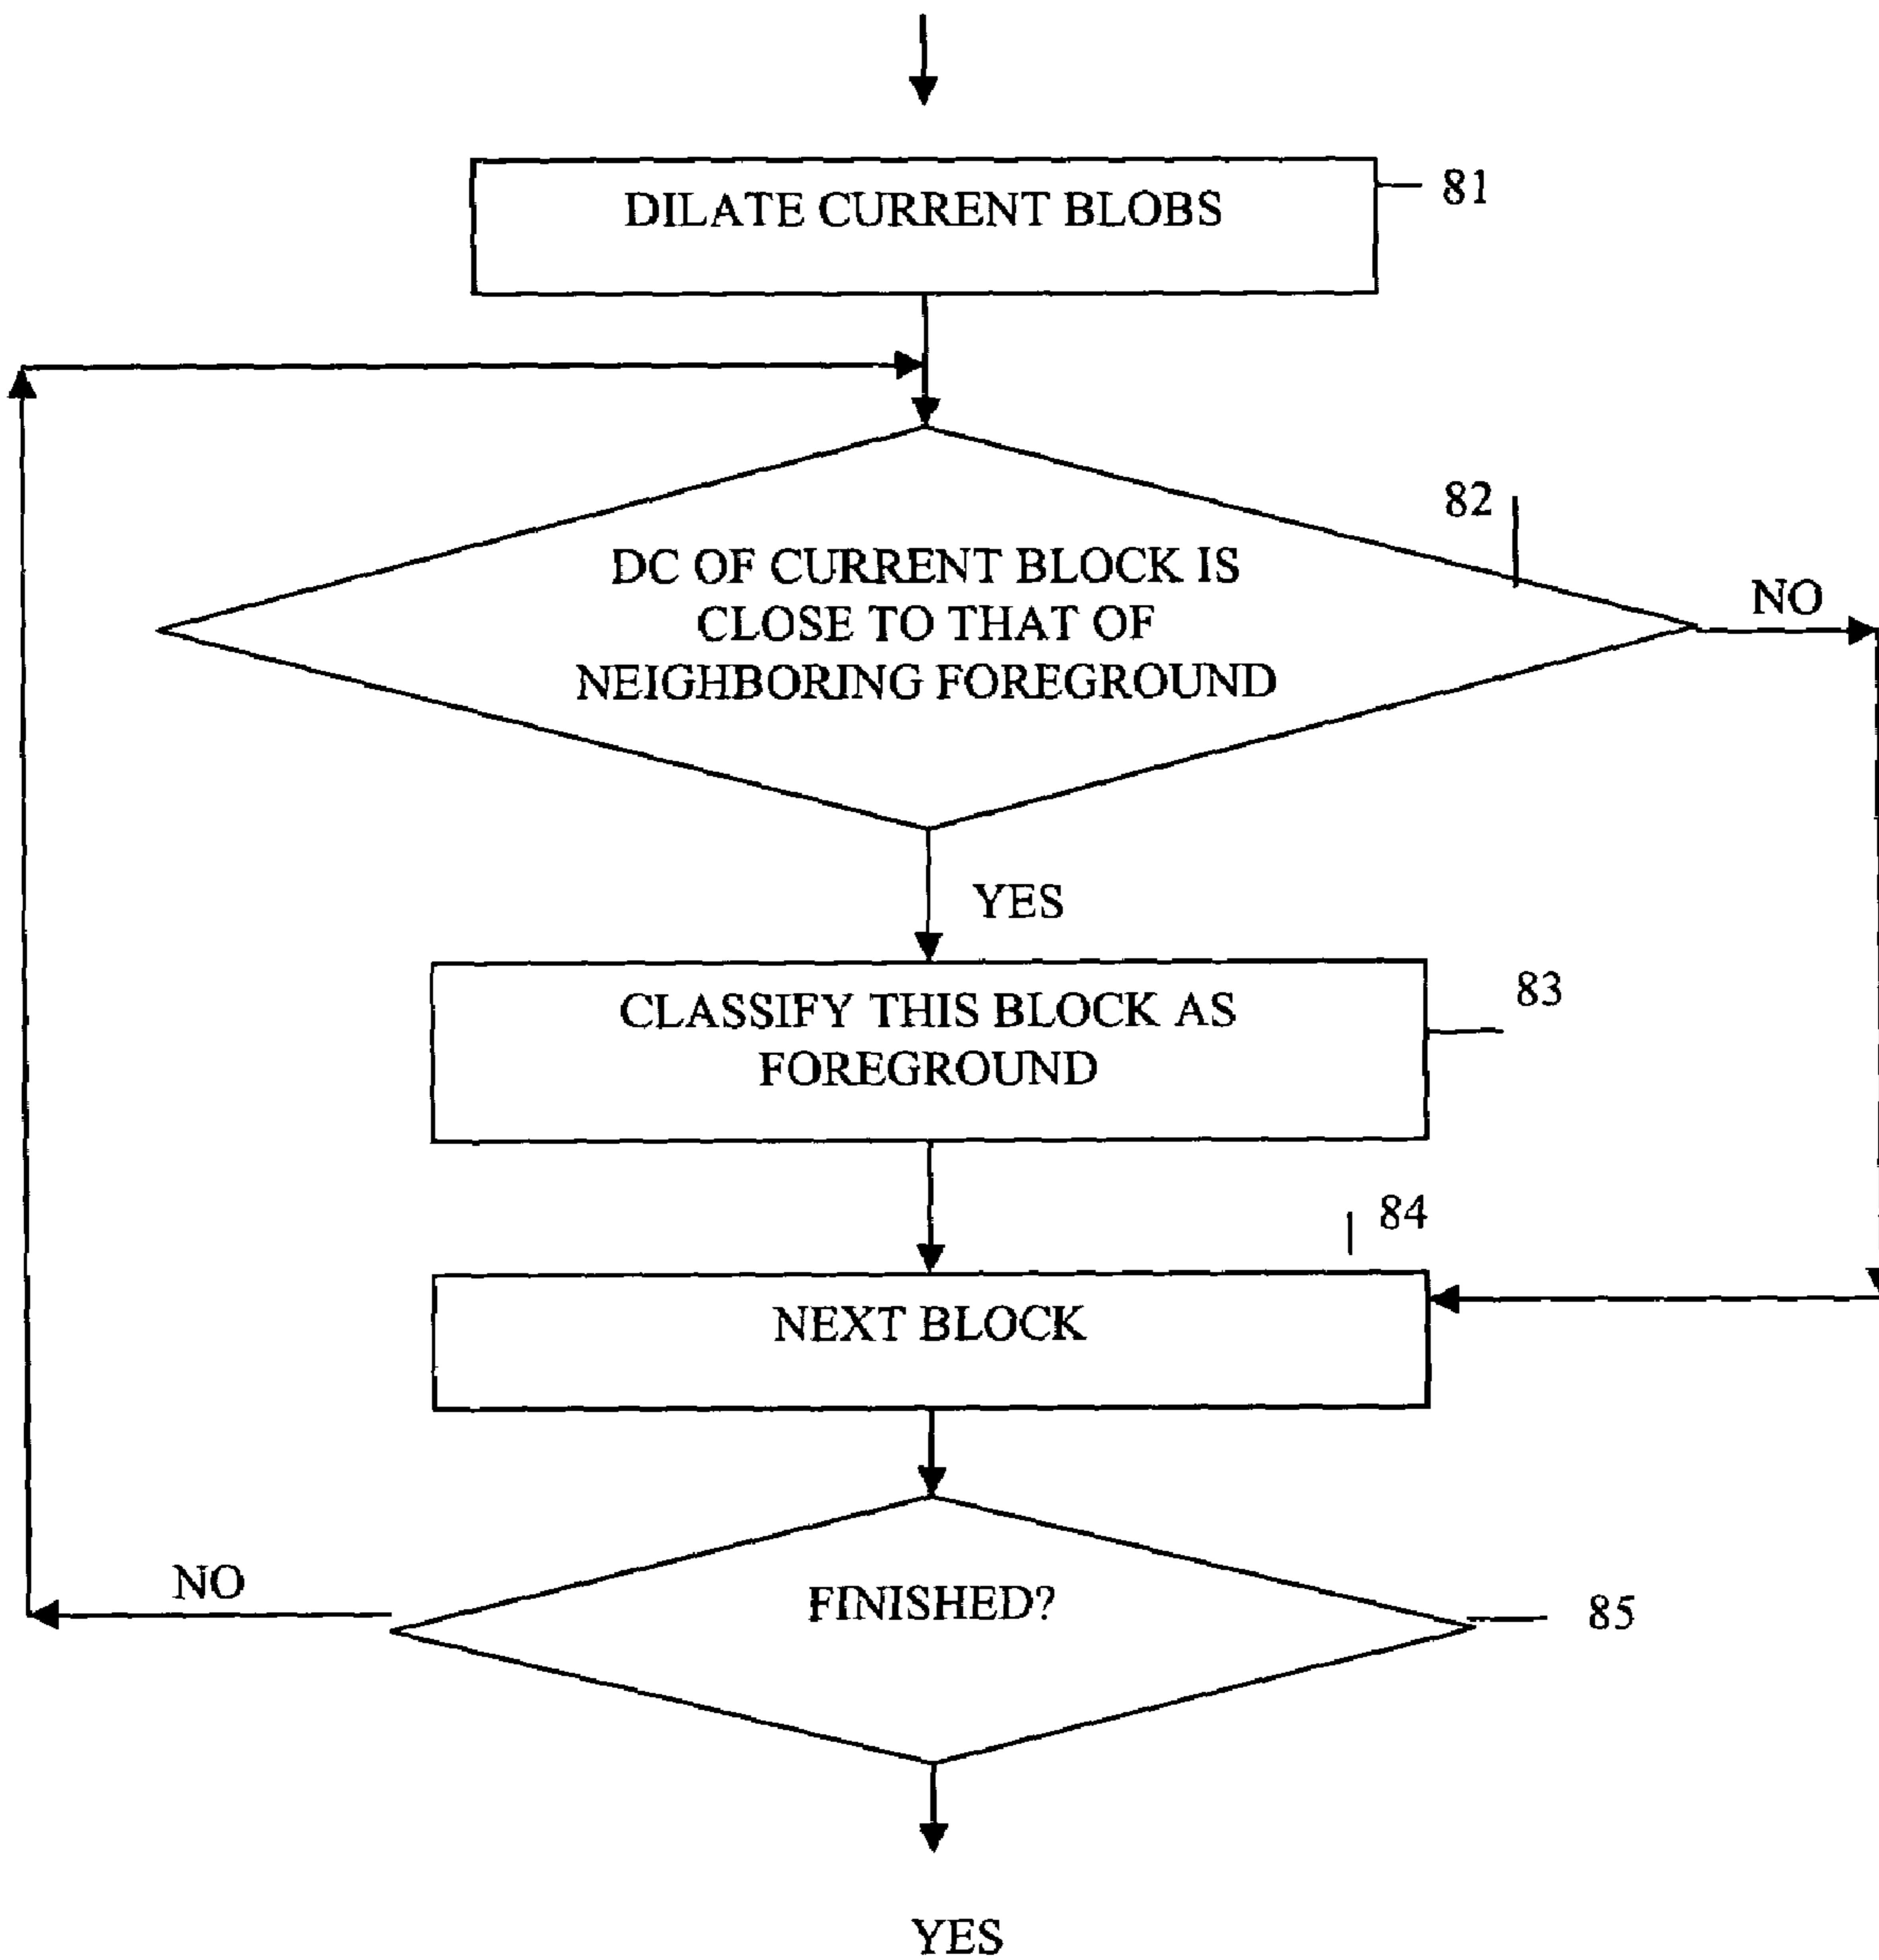 DILATE CURRENT BLOBS
81
82
DC OF CURRENT BLOCK IS
CLOSE TO THAT OF
NEIGHBORING FOREGROUND
NO
YES
CLASSIFY THIS BLOCK AS
FOREGROUND
83
84
NEXT BLOCK
NO
FINISHED?
85
YES